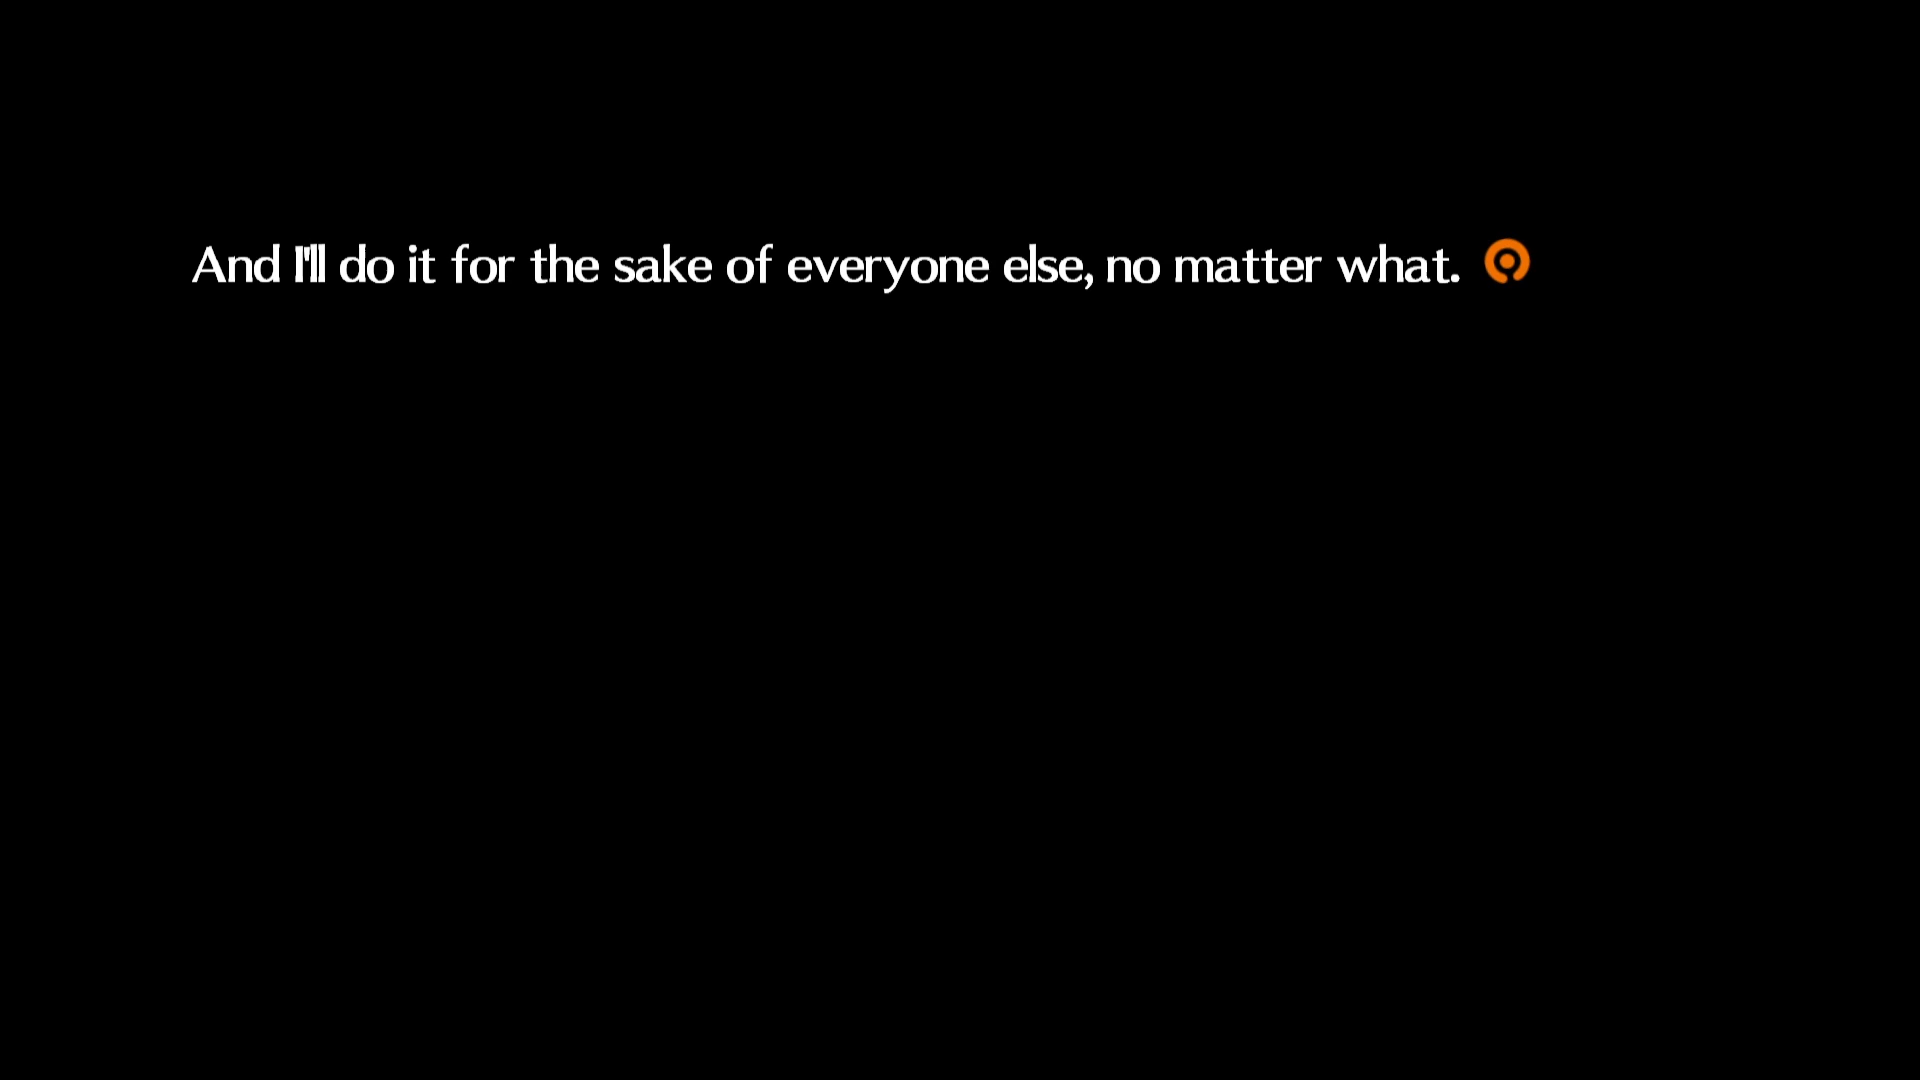 And I'll do it for the sake of everyone else, no matter what.